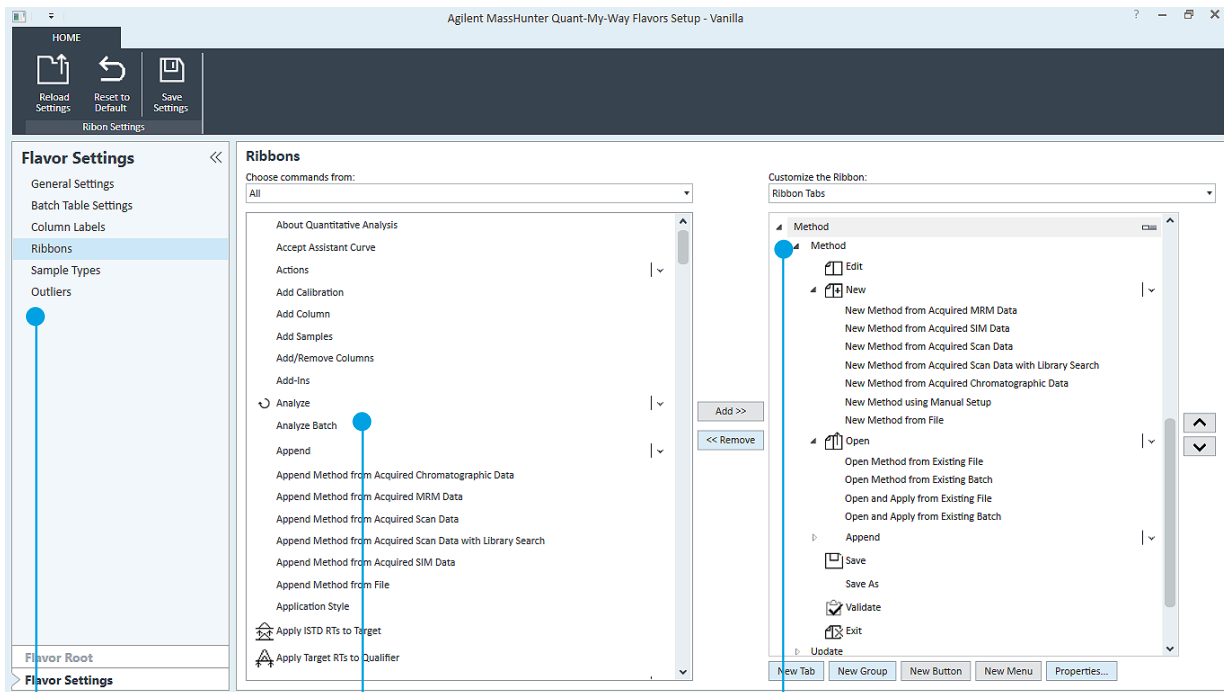 Agilent MassHunter Quant-My-Way Flavors Setup - Vanilla
HOME
Reload Settings
Reset to Default
Save Settings
Ribon Settings
Flavor Settings
General Settings
Batch Table Settings
Column Labels
Ribbons
Sample Types
Outliers
Flavor Root
Flavor Settings
Ribbons
Choose commands from:
All
About Quantitative Analysis
Accept Assistant Curve
Actions
Add Calibration
Add Column
Add Samples
Add/Remove Columns
Add-Ins
Analyze
Analyze Batch
Append
Append Method from Acquired Chromatographic Data
Append Method from Acquired MRM Data
Append Method from Acquired Scan Data
Append Method from Acquired Scan Data with Library Search
Append Method from Acquired SIM Data
Append Method from File
Application Style
Apply ISTD RTs to Target
Apply Target RTs to Qualifier
Add >>
<< Remove
Customize the Ribbon:
Ribbon Tabs
Method
Method
Edit
New
New Method from Acquired MRM Data
New Method from Acquired SIM Data
New Method from Acquired Scan Data
New Method from Acquired Scan Data with Library Search
New Method from Acquired Chromatographic Data
New Method using Manual Setup
New Method from File
Open
Open Method from Existing File
Open Method from Existing Batch
Open and Apply from Existing File
Open and Apply from Existing Batch
Append
Save
Save As
Validate
Exit
Update
New Tab
New Group
New Button
New Menu
Properties...